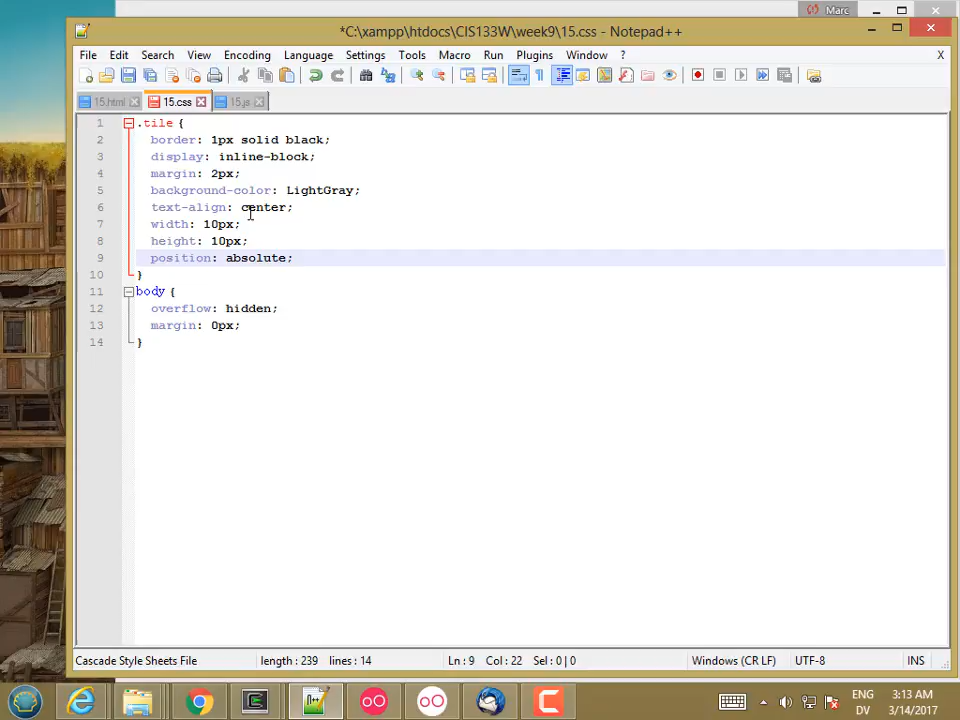 Marc
*C:\xampp\htdocs\CIS133W\week9\15.css - Notepad++
File Edit Search View Encoding Language Settings Tools Macro Run Plugins Window ? X
15.html 15.css 15.js
1 .tile {
2 border: 1px solid black;
3 display: inline-block;
4 margin: 2px;
5 background-color: LightGray;
6 text-align: center;
7 width: 10px;
8 height: 10px;
9 position: absolute;
10 }
11 body {
12 overflow: hidden;
13 margin: 0px;
14 }
Cascade Style Sheets File length : 239 lines : 14 Ln : 9 Col : 22 Sel : 0 | 0 Windows (CR LF) UTF-8 INS
ENG 3:13 AM
DV 3/14/2017